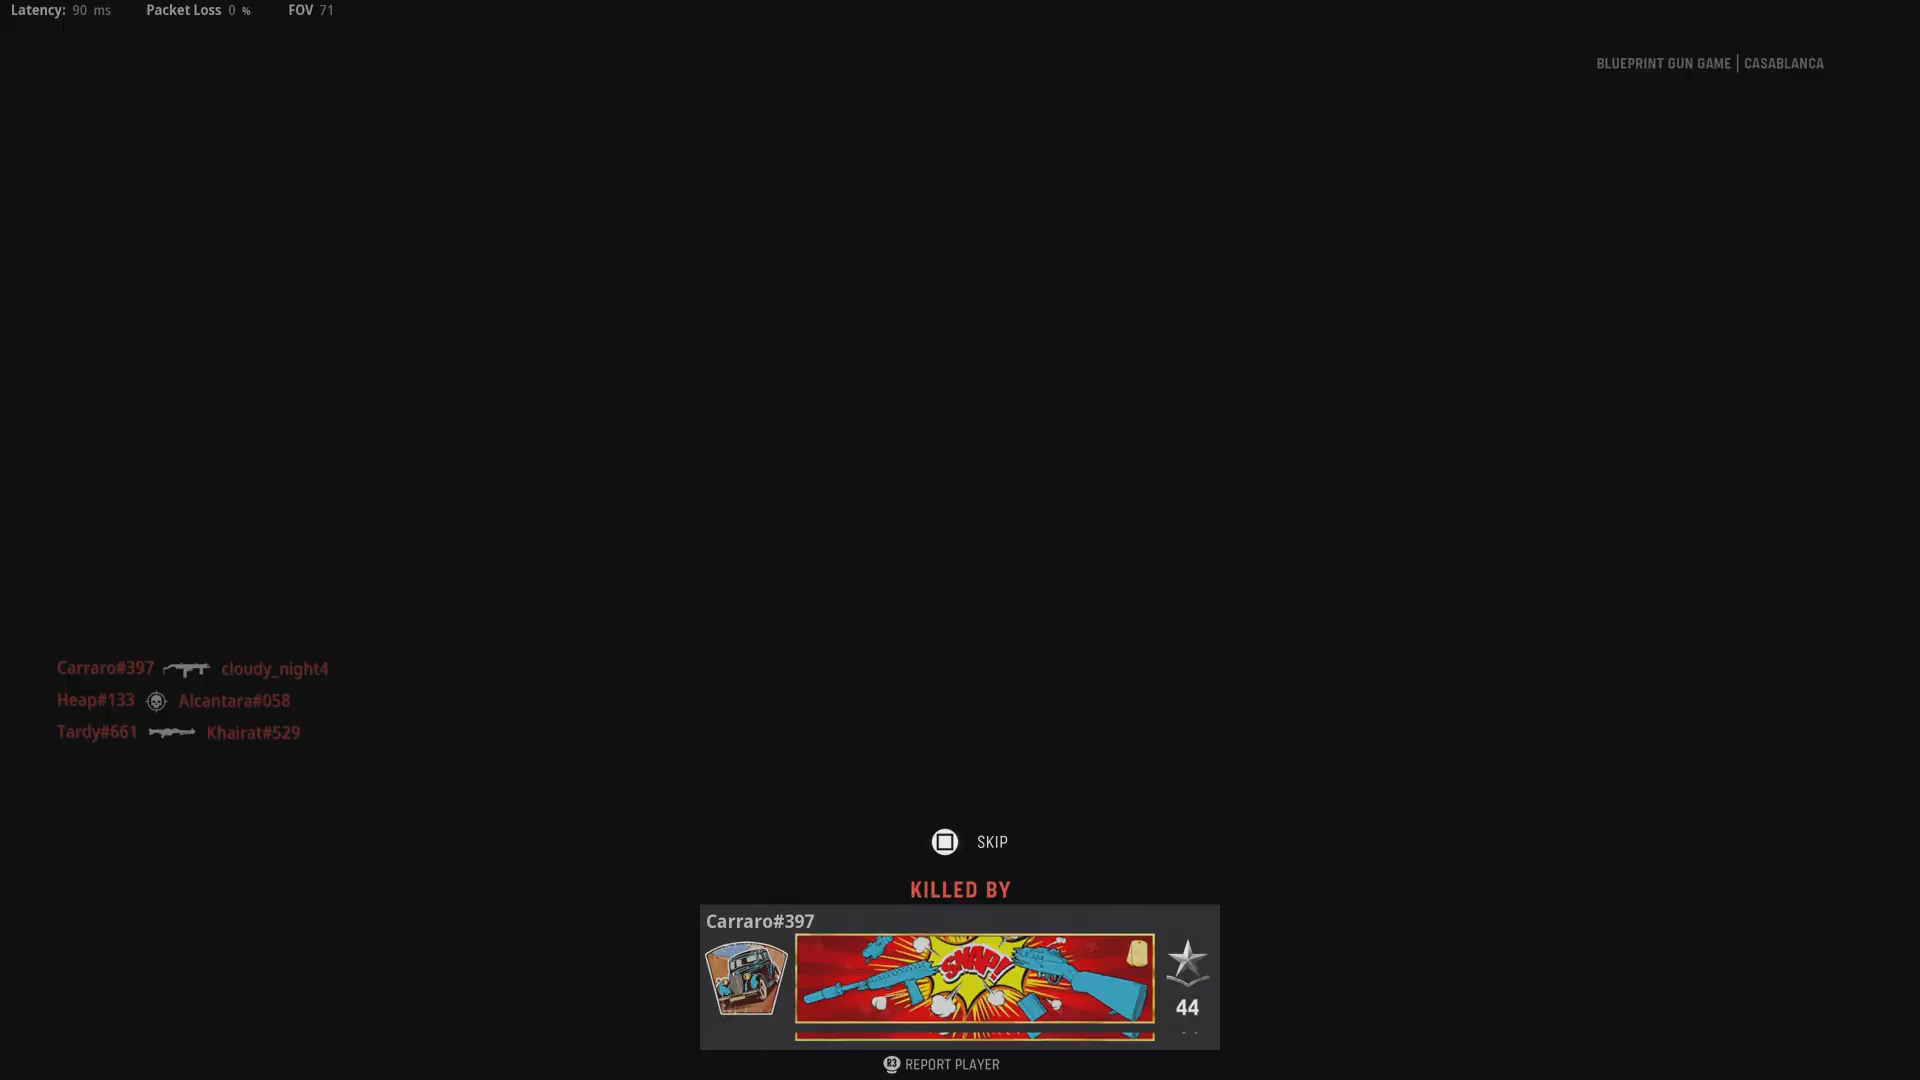 Latency: 90 ms Packet Loss 0 % FOV 71
BLUEPRINT GUN GAME | CASABLANCA
Carraro#397 cloudy_night4
Heap#133 Alcantara#058
Tardy#661 Khairat#529
SKIP
KILLED BY
Carraro#397
SNAP!
44
R3 REPORT PLAYER